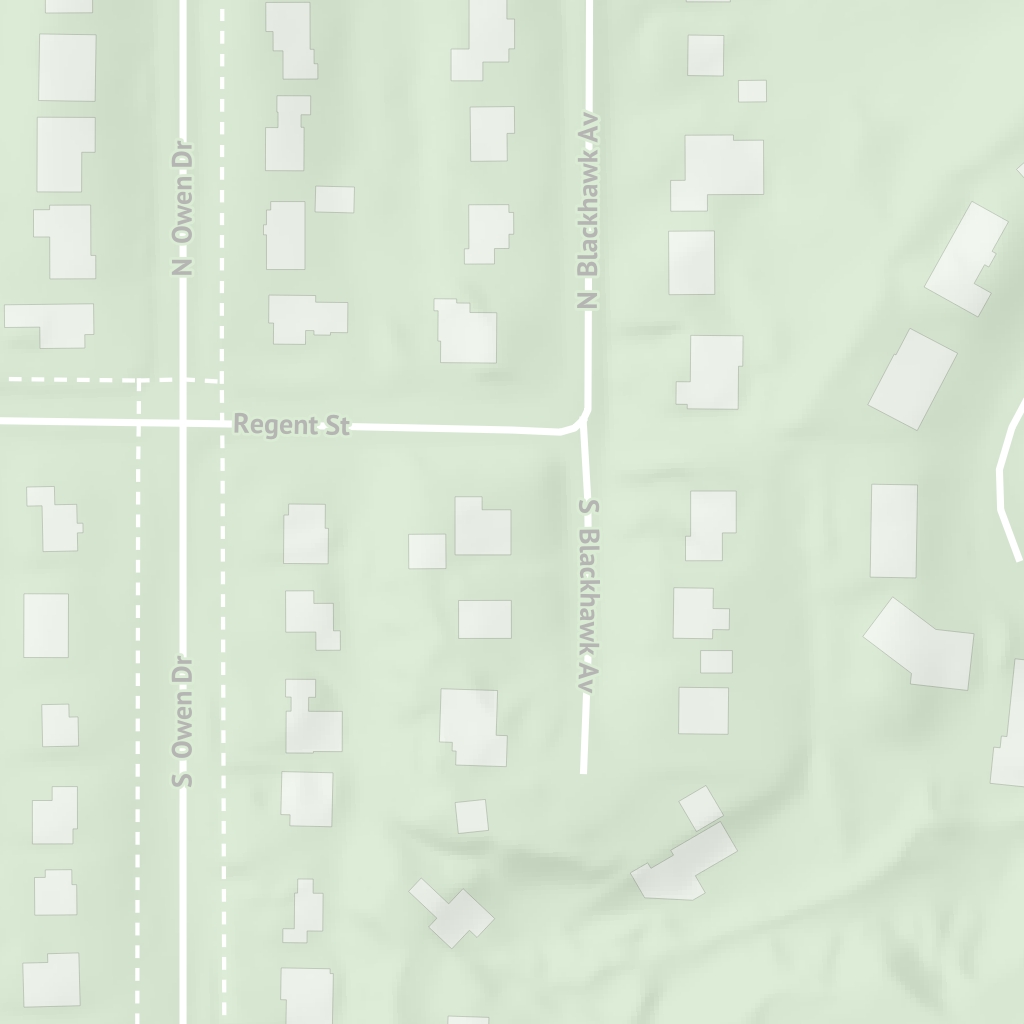 N Owen Dr
N Blackhawk Av
Regent St
S Blackhawk Av
S Owen Dr